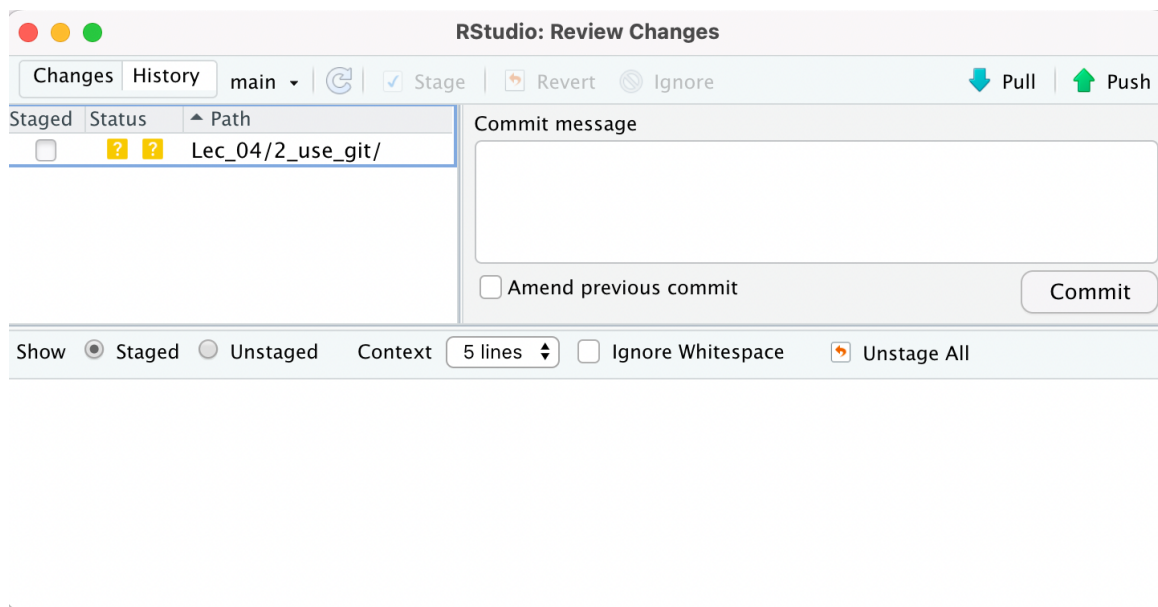 RStudio: Review Changes
Changes History main Stage Revert Ignore Pull Push
Staged Status Path
? ? Lec_04/2_use_git/
Commit message
Amend previous commit
Commit
Show Staged Unstaged Context 5 lines Ignore Whitespace Unstage All